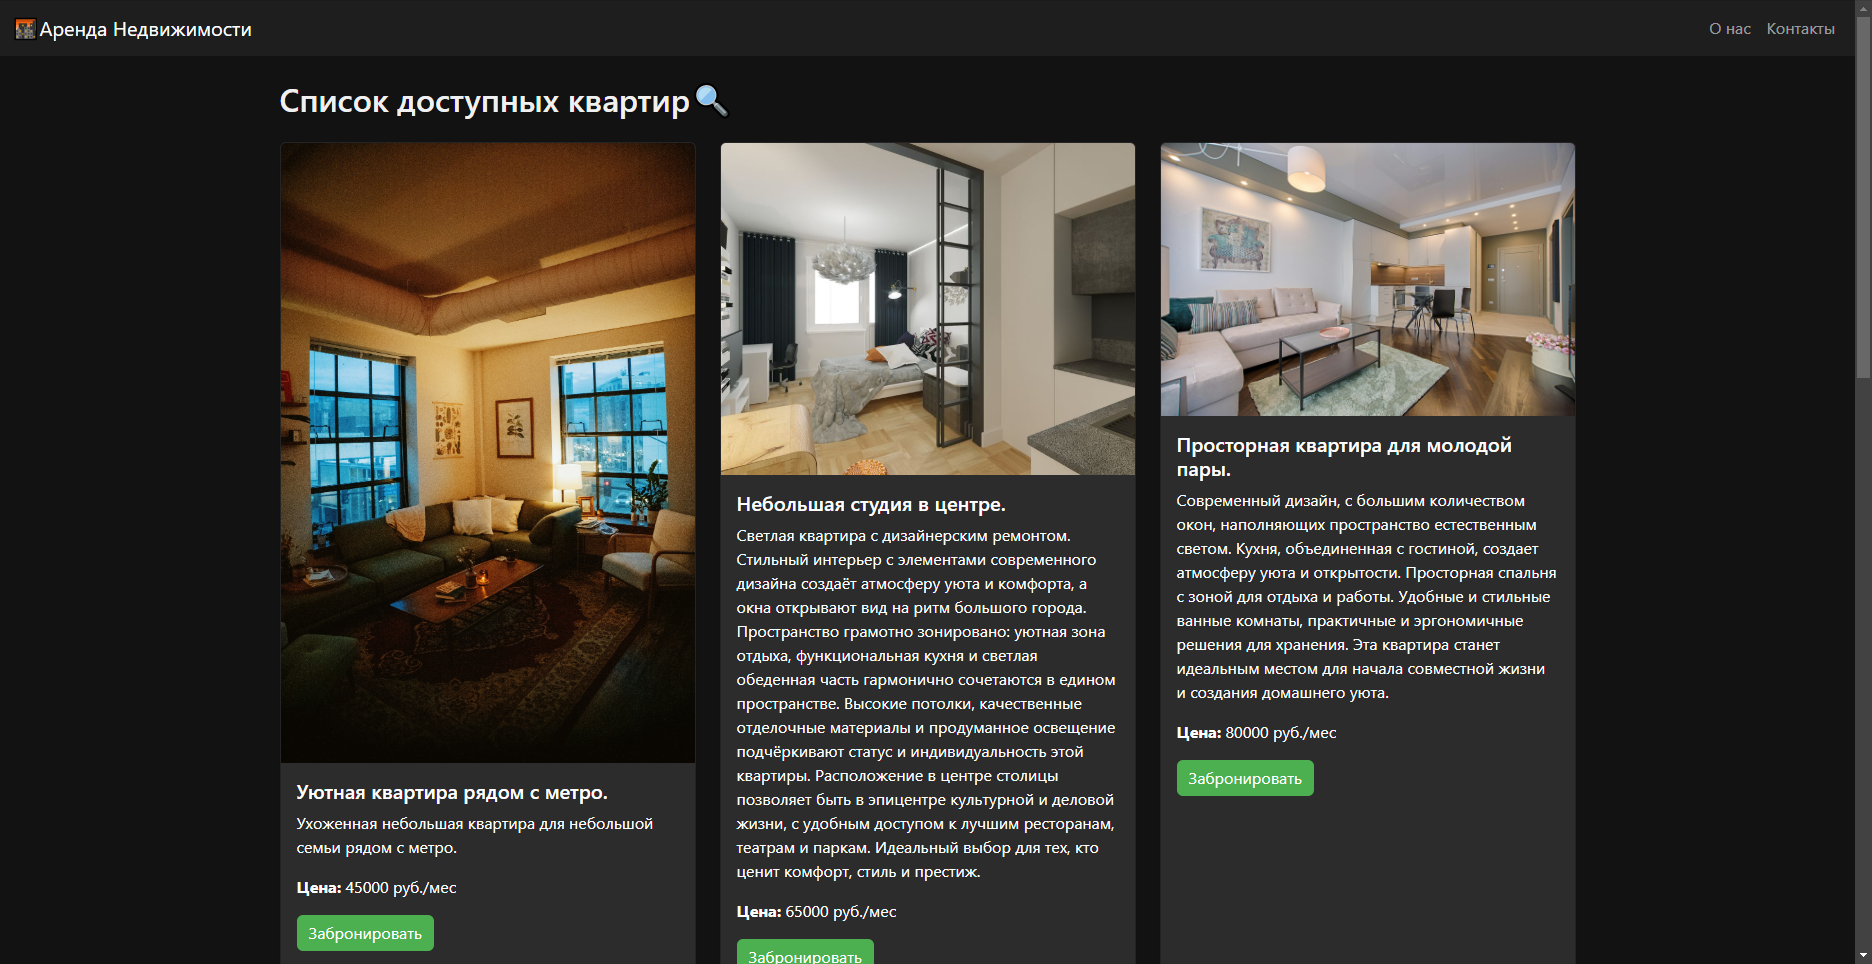 Аренда Недвижимости
О нас
Контакты
Список доступных квартир
Уютная квартира рядом с метро.
Ухоженная небольшая квартира для небольшой
семьи рядом с метро.
Цена: 45000 руб./мес
Забронировать
Небольшая студия в центре.
Светлая квартира с дизайнерским ремонтом.
Стильный интерьер с элементами современного
дизайна создаёт атмосферу уюта и комфорта, а
окна открывают вид на ритм большого города.
Пространство грамотно зонировано: уютная зона
отдыха, функциональная кухня и светлая
обеденная часть гармонично сочетаются в едином
пространстве. Высокие потолки, качественные
отделочные материалы и продуманное освещение
подчёркивают статус и индивидуальность этой
квартиры. Расположение в центре столицы
позволяет быть в эпицентре культурной и деловой
жизни, с удобным доступом к лучшим ресторанам,
театрам и паркам. Идеальный выбор для тех, кто
ценит комфорт, стиль и престиж.
Цена: 65000 руб./мес
Забронировать
Просторная квартира для молодой
пары.
Современный дизайн, с большим количеством
окон, наполняющих пространство естественным
светом. Кухня, объединенная с гостиной, создает
атмосферу уюта и открытости. Просторная спальня
с зоной для отдыха и работы. Удобные и стильные
ванные комнаты, практичные и эргономичные
решения для хранения. Эта квартира станет
идеальным местом для начала совместной жизни
и создания домашнего уюта.
Цена: 80000 руб./мес
Забронировать